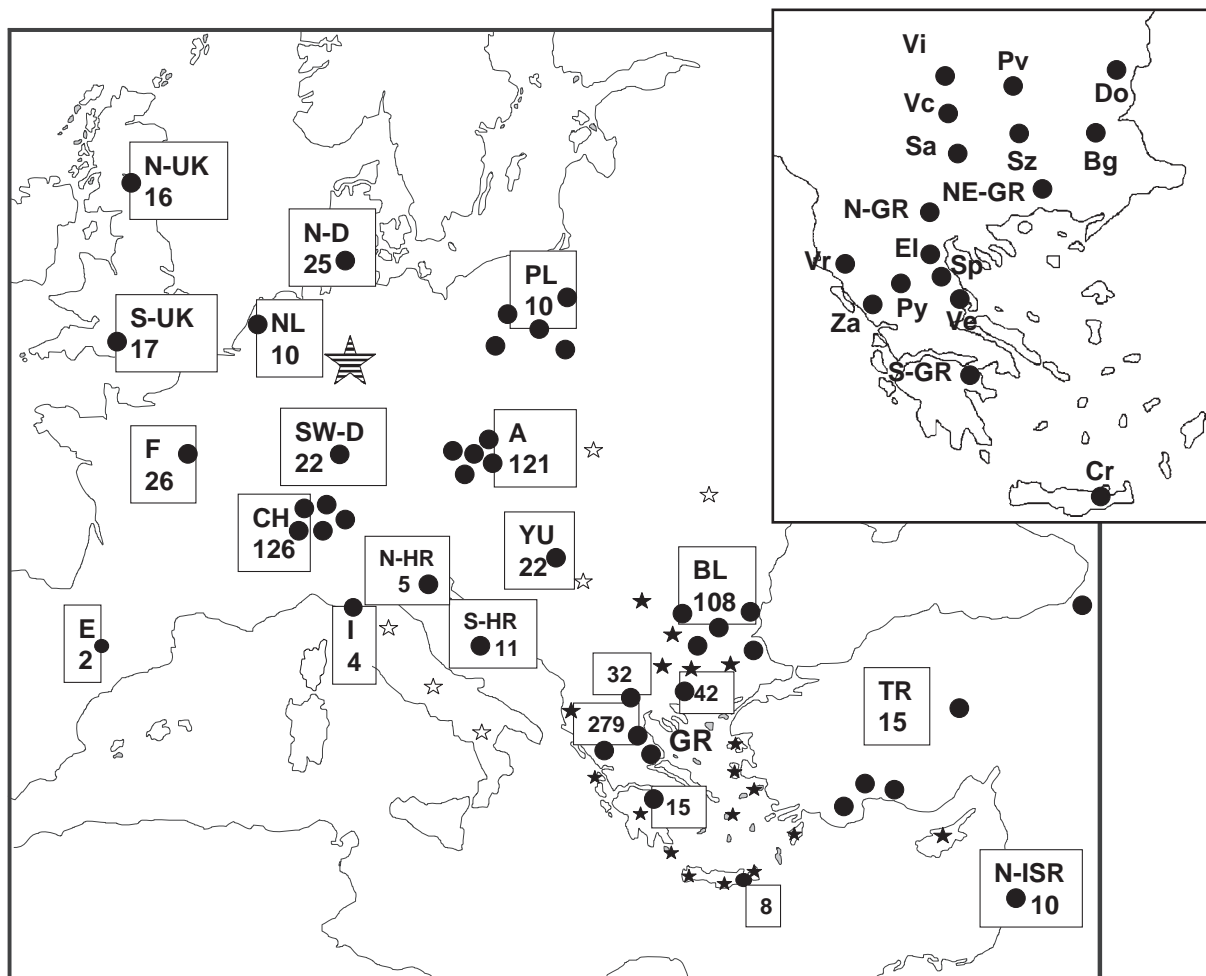 Vi
Pv
Do
Vc
Sa
Sz
Bg
NE-GR
N-GR
El
Sp
Vr
Py
Ve
Za
S-GR
Cr
N-UK
16
N-D
25
PL
10
S-UK
17
NL
10
F
26
SW-D
22
A
121
CH
126
YU
22
N-HR
5
BL
108
S-HR
11
E
2
I
4
32
42
279
GR
TR
15
15
N-ISR
10
8